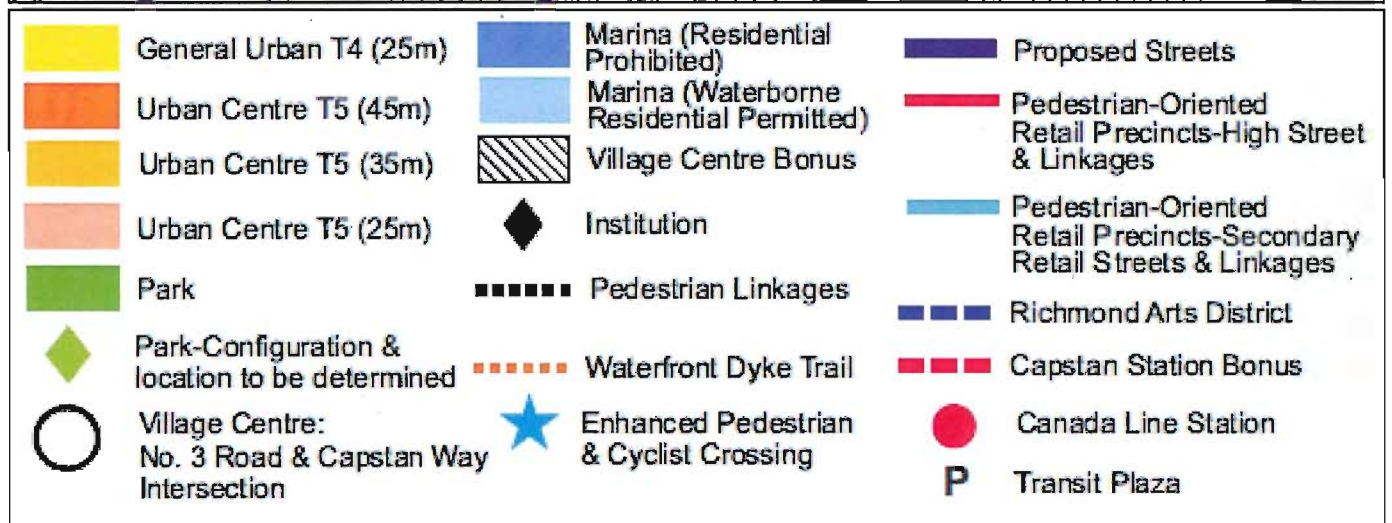 General Urban T4 (25m)
Urban Centre T5 (45m)
Urban Centre T5 (35m)
Urban Centre T5 (25m)
Park
Park-Configuration &
location to be determined
Village Centre:
No. 3 Road & Capstan Way
Intersection
Marina (Residential
Prohibited)
Marina (Waterborne
Residential Permitted)
Village Centre Bonus
Institution
Pedestrian Linkages
Waterfront Dyke Trail
Enhanced Pedestrian
& Cyclist Crossing
Proposed Streets
Pedestrian-Oriented
Retail Precincts-High Street
& Linkages
Pedestrian-Oriented
Retail Precincts-Secondary
Retail Streets & Linkages
Richmond Arts District
Capstan Station Bonus
Canada Line Station
P Transit Plaza